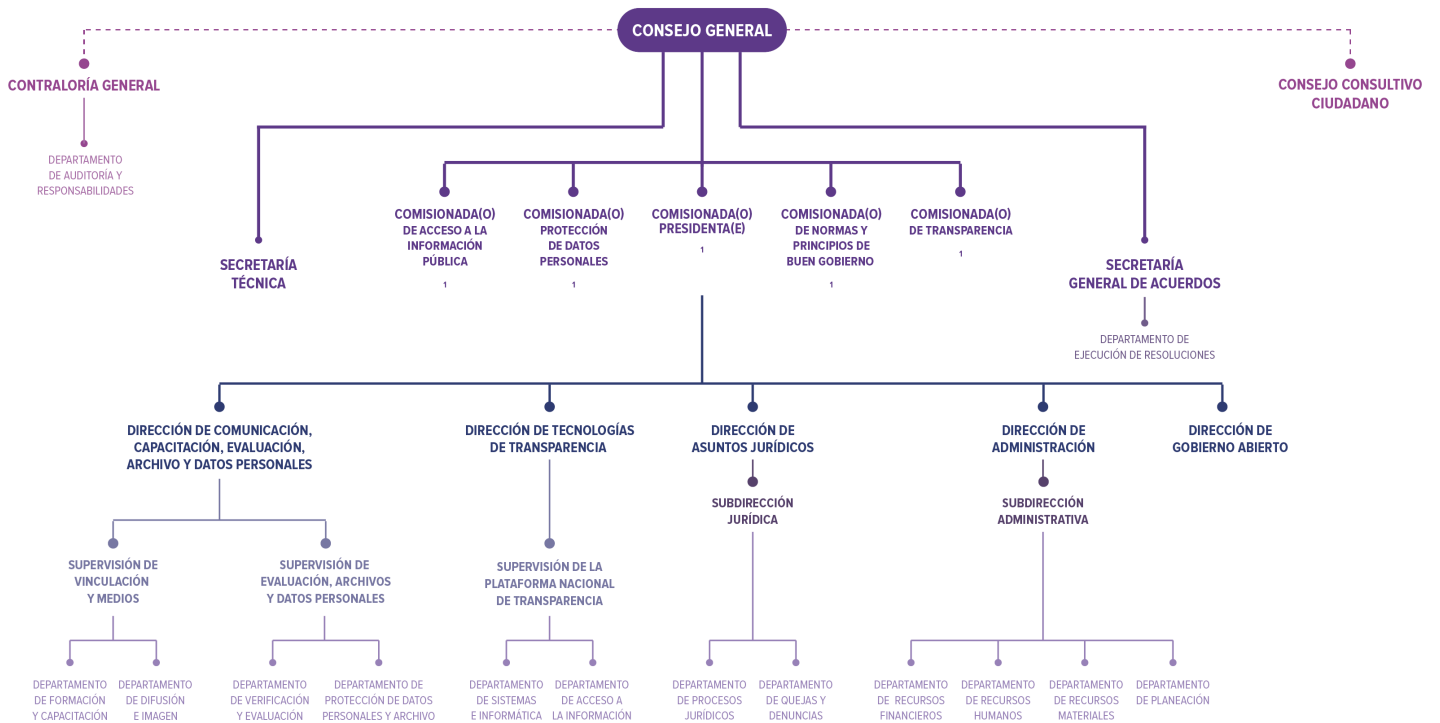 CONSEJO GENERAL
CONTRALORÍA GENERAL
DEPARTAMENTO
DE AUDITORÍA Y
RESPONSABILIDADES
CONSEJO CONSULTIVO
CIUDADANO
SECRETARÍA
TÉCNICA
COMISIONADA(O)
DE ACCESO A LA
INFORMACIÓN
PÚBLICA
1
COMISIONADA(O)
PROTECCIÓN
DE DATOS
PERSONALES
1
COMISIONADA(O)
PRESIDENTA(E)
1
COMISIONADA(O)
DE NORMAS Y
PRINCIPIOS DE
BUEN GOBIERNO
1
COMISIONADA(O)
DE TRANSPARENCIA
1
SECRETARÍA
GENERAL DE ACUERDOS
DEPARTAMENTO DE
EJECUCIÓN DE RESOLUCIONES
DIRECCIÓN DE COMUNICACIÓN,
CAPACITACIÓN, EVALUACIÓN,
ARCHIVO Y DATOS PERSONALES
DIRECCIÓN DE TECNOLOGÍAS
DE TRANSPARENCIA
DIRECCIÓN DE
ASUNTOS JURÍDICOS
DIRECCIÓN DE
ADMINISTRACIÓN
DIRECCIÓN DE
GOBIERNO ABIERTO
SUBDIRECCIÓN
JURÍDICA
SUBDIRECCIÓN
ADMINISTRATIVA
SUPERVISIÓN DE
VINCULACIÓN
Y MEDIOS
SUPERVISIÓN DE
EVALUACIÓN, ARCHIVOS
Y DATOS PERSONALES
SUPERVISIÓN DE LA
PLATAFORMA NACIONAL
DE TRANSPARENCIA
DEPARTAMENTO
DE FORMACIÓN
Y CAPACITACIÓN
DEPARTAMENTO
DE DIFUSIÓN
E IMAGEN
DEPARTAMENTO
DE VERIFICACIÓN
Y EVALUACIÓN
DEPARTAMENTO DE
PROTECCIÓN DE DATOS
PERSONALES Y ARCHIVO
DEPARTAMENTO
DE SISTEMAS
E INFORMÁTICA
DEPARTAMENTO
DE ACCESO A
LA INFORMACIÓN
DEPARTAMENTO
DE PROCESOS
JURÍDICOS
DEPARTAMENTO
DE QUEJAS Y
DENUNCIAS
DEPARTAMENTO
DE RECURSOS
FINANCIEROS
DEPARTAMENTO
DE RECURSOS
HUMANOS
DEPARTAMENTO
DE RECURSOS
MATERIALES
DEPARTAMENTO
DE PLANEACIÓN